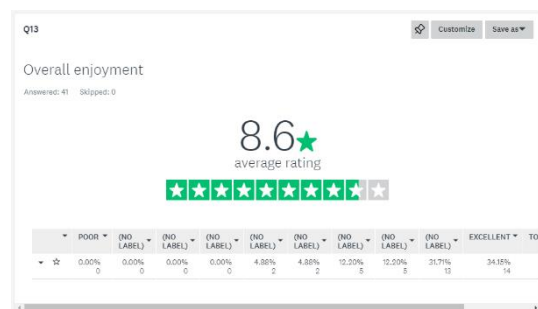 Q13
Customize
Save as
Overall enjoyment
Answered: 41 Skipped: 0
8.6
average rating
POOR (NO LABEL) (NO LABEL) (NO LABEL) (NO LABEL) (NO LABEL) (NO LABEL) (NO LABEL) (NO LABEL) EXCELLENT TO
0.00% 0.00% 0.00% 0.00% 4.88% 4.88% 12.20% 12.20% 31.71% 34.15%
0 0 0 0 2 2 5 5 13 14